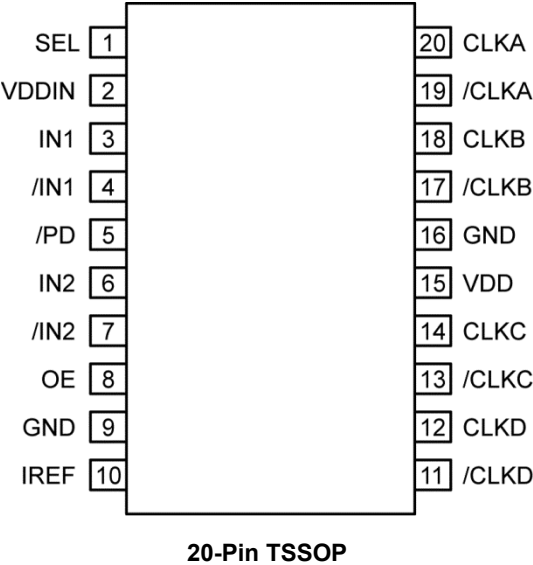 SEL 1 20 CLKA
VDDIN 2 19 /CLKA
IN1 3 18 CLKB
/IN1 4 17 /CLKB
/PD 5 16 GND
IN2 6 15 VDD
/IN2 7 14 CLKC
OE 8 13 /CLKC
GND 9 12 CLKD
IREF 10 11 /CLKD
20-Pin TSSOP